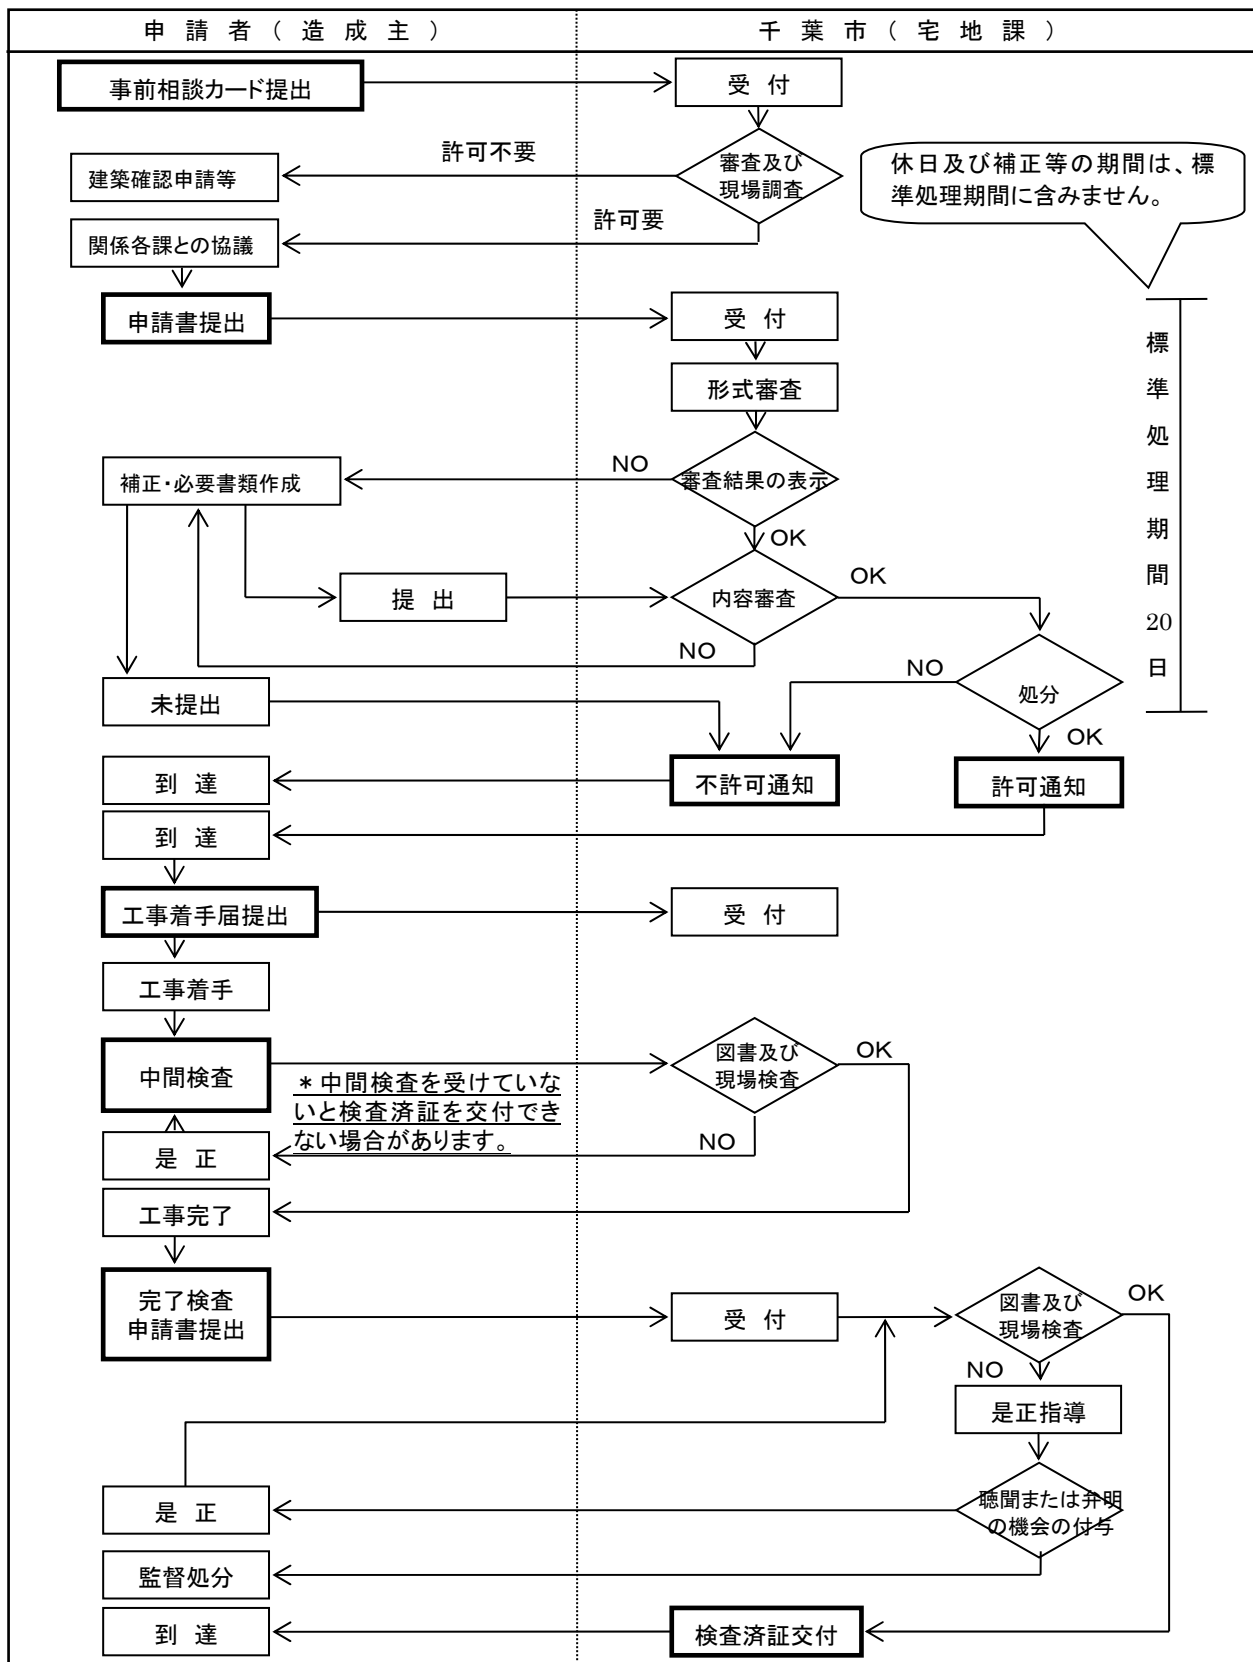 申請者(造成主)
千葉市(宅地課)
事前相談カード提出
受 付
許可不要
建築確認申請等
審査及び
現場調査
休日及び補正等の期間は、標
準処理期間に含みません。
許可要
関係各課との協議
申請書提出
受 付
標準処理期間20日
形式審査
NO
補正・必要書類作成
審査結果の表示
OK
OK
提 出
内容審査
NO
NO
未提出
処分
OK
到 達
不許可通知
許可通知
到 達
工事着手届提出
受 付
工事着手
中間検査
図書及び
現場検査
OK
*中間検査を受けていな
いと検査済証を交付でき
ない場合があります。
NO
是 正
工事完了
完了検査
申請書提出
受 付
図書及び
現場検査
OK
NO
是正指導
是 正
聴聞または弁明
の機会の付与
監督処分
到 達
検査済証交付